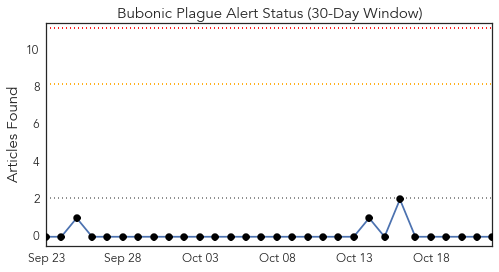 Bubonic Plague Alert Status (30-Day Window)
Articles Found
10
8
6
4
2
0
Sep 23
Sep 28
Oct 03
Oct 08
Oct 13
Oct 18